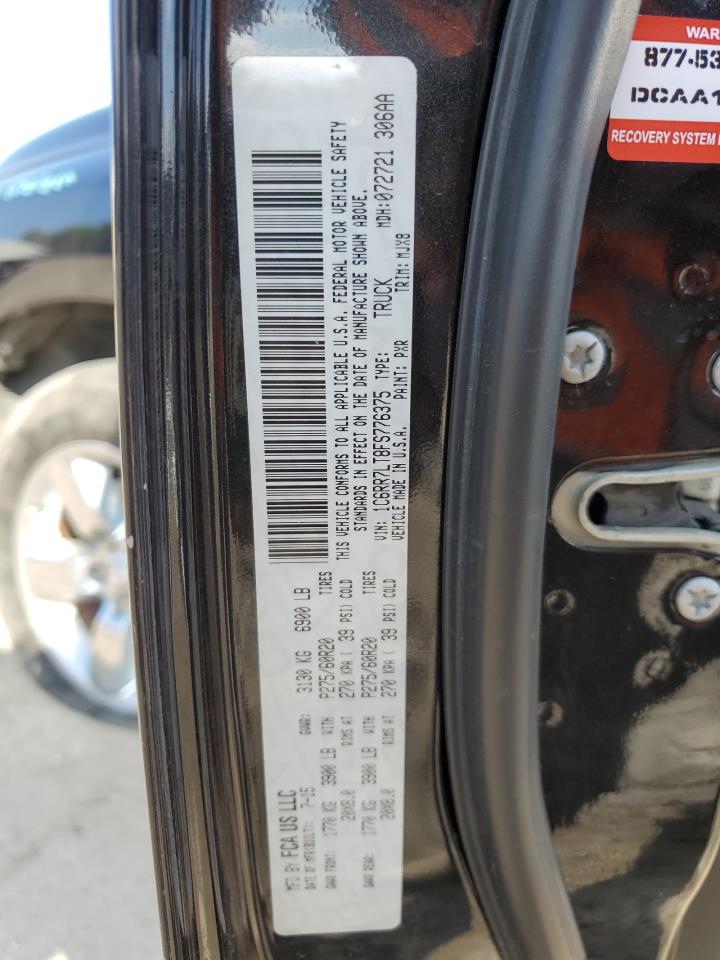 MFD BY FCA US LLC
DATE OF MFR(BUILT): 7-15 GVWR: 3130 KG 6900 LB
GAWR FRONT: 1770 KG 3900 LB WITH P275/60R20 TIRES
20X8.0 RIMS AT 270 KPA ( 39 PSI) COLD
GAWR REAR: 1770 KG 3900 LB WITH P275/60R20 TIRES
20X8.0 RIMS AT 270 KPA ( 39 PSI) COLD
THIS VEHICLE CONFORMS TO ALL APPLICABLE U.S.A. FEDERAL MOTOR VEHICLE SAFETY
STANDARDS IN EFFECT ON THE DATE OF MANUFACTURE SHOWN ABOVE.
VIN: 1C6RR7LT8FS776375 TYPE: TRUCK MDH:072721 306AA
VEHICLE MADE IN U.S.A. PAINT: PXR TRIM: MJX8
WAR
877-53
DCAA1
RECOVERY SYSTEM